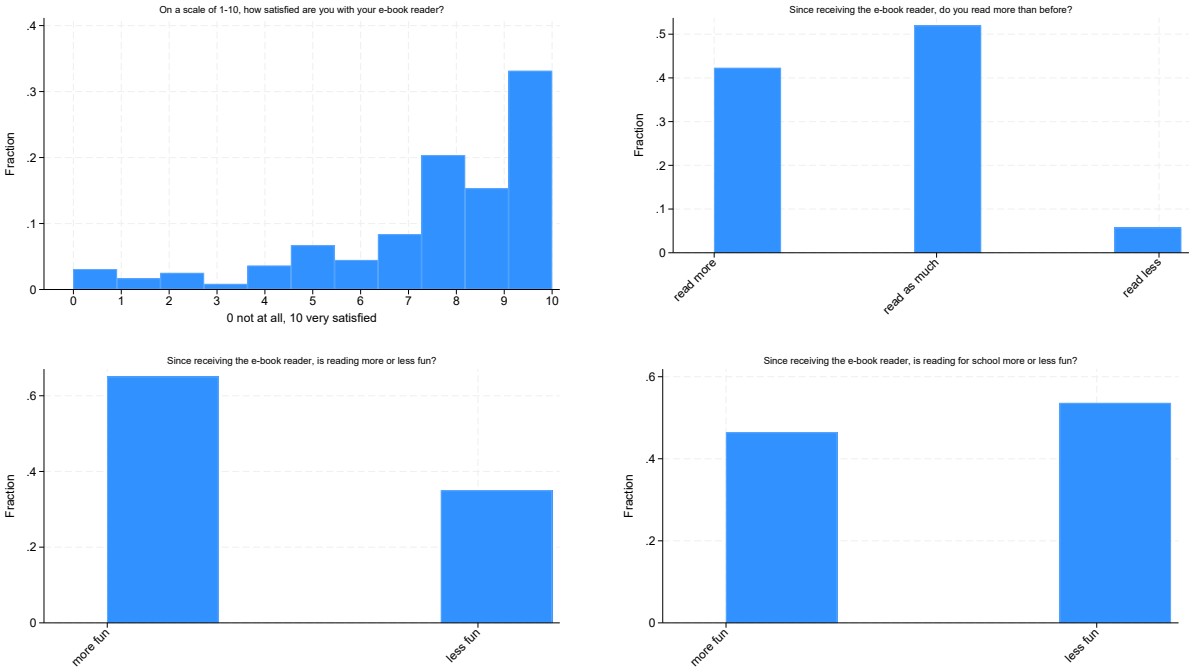 On a scale of 1-10, how satisfied are you with your e-book reader?
.4
.3
.2
.1
0
Fraction
0 1 2 3 4 5 6 7 8 9 10
0 not at all, 10 very satisfied
Since receiving the e-book reader, do you read more than before?
.5
.4
.3
.2
.1
0
Fraction
read more
read as much
read less
Since receiving the e-book reader, is reading more or less fun?
.6
.4
.2
0
Fraction
more fun
less fun
Since receiving the e-book reader, is reading for school more or less fun?
.6
.4
.2
0
Fraction
more fun
less fun